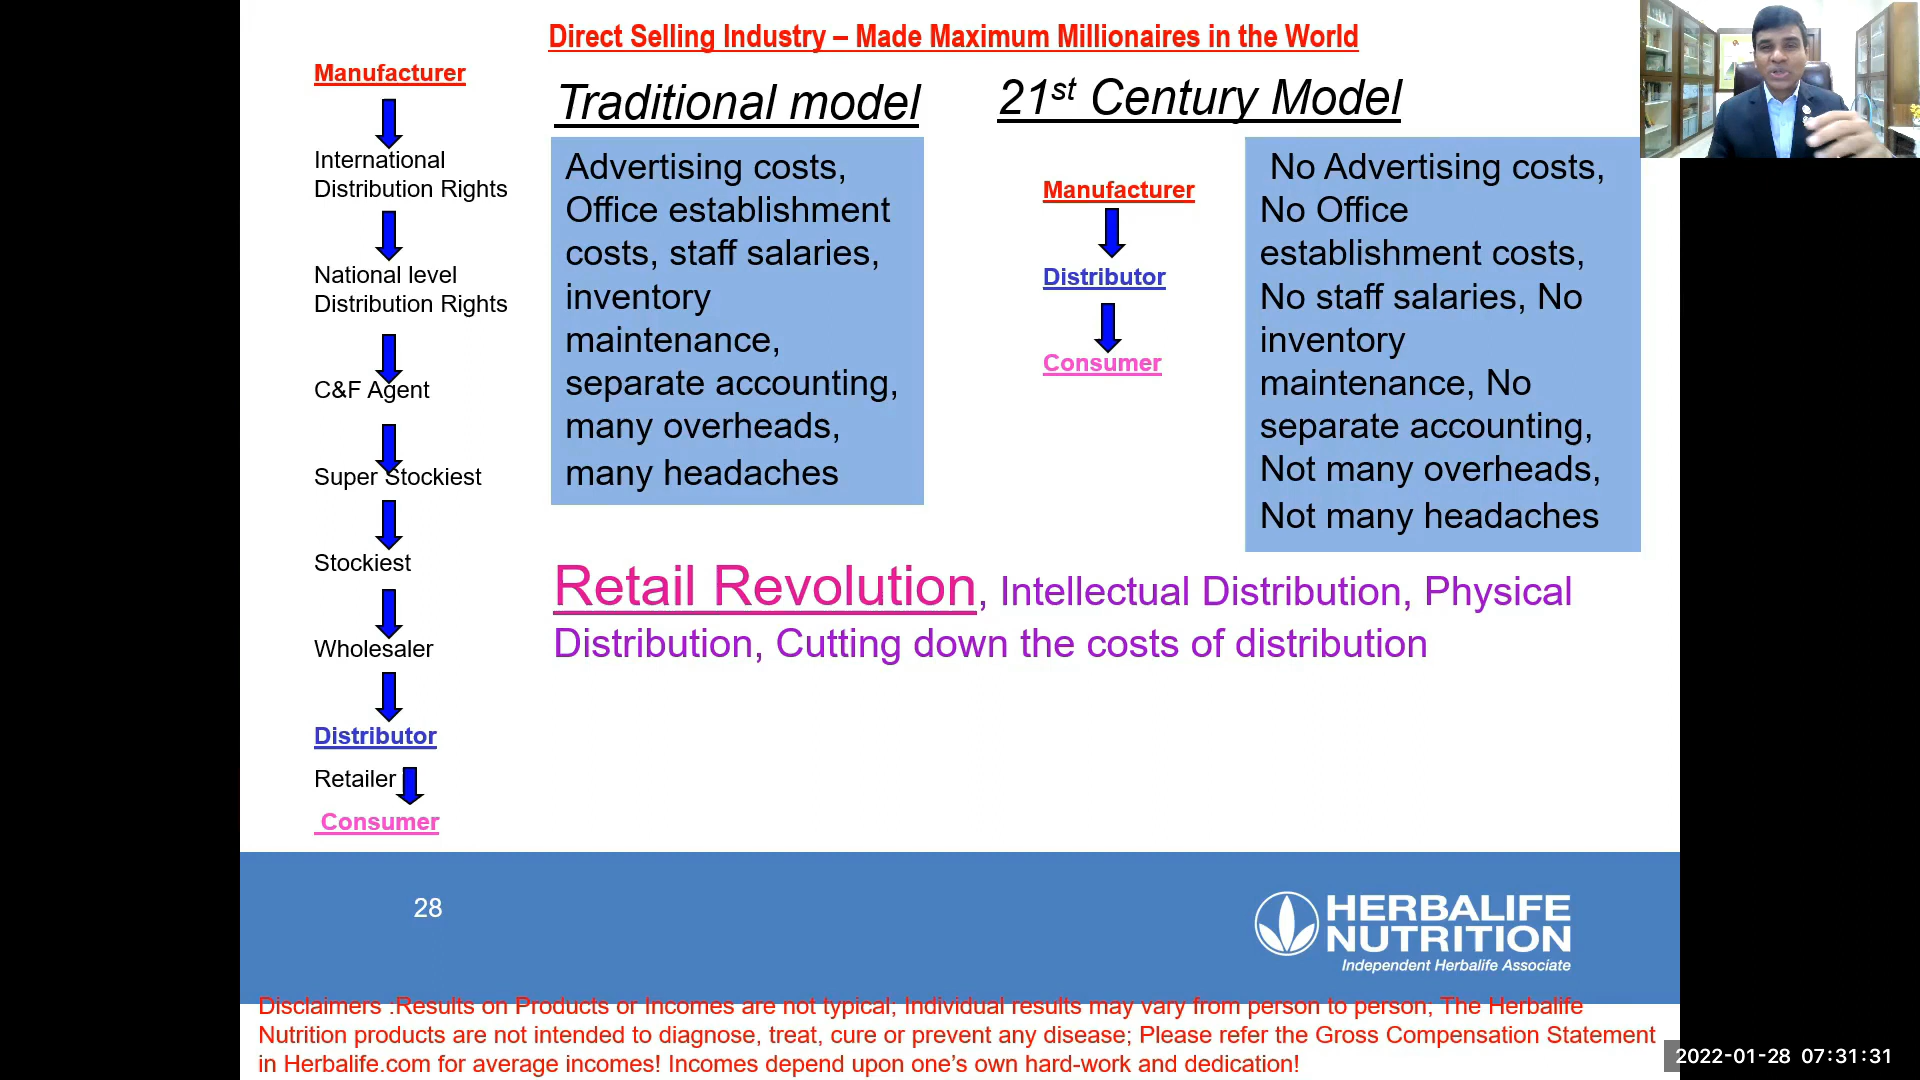 Direct Selling Industry – Made Maximum Millionaires in the World
Manufacturer
International
Distribution Rights
National level
Distribution Rights
C&F Agent
Super Stockiest
Stockiest
Wholesaler
Distributor
Retailer
Consumer
Traditional model
Advertising costs,
Office establishment
costs, staff salaries,
inventory
maintenance,
separate accounting,
many overheads,
many headaches
21st Century Model
Manufacturer
Distributor
Consumer
No Advertising costs,
No Office
establishment costs,
No staff salaries, No
inventory
maintenance, No
separate accounting,
Not many overheads,
Not many headaches
Retail Revolution, Intellectual Distribution, Physical
Distribution, Cutting down the costs of distribution
28
HERBALIFE
NUTRITION
Independent Herbalife Associate
Disclaimers :Results on Products or Incomes are not typical; Individual results may vary from person to person; The Herbalife
Nutrition products are not intended to diagnose, treat, cure or prevent any disease; Please refer the Gross Compensation Statement
in Herbalife.com for average incomes! Incomes depend upon one’s own hard-work and dedication!
2022-01-28 07:31:31